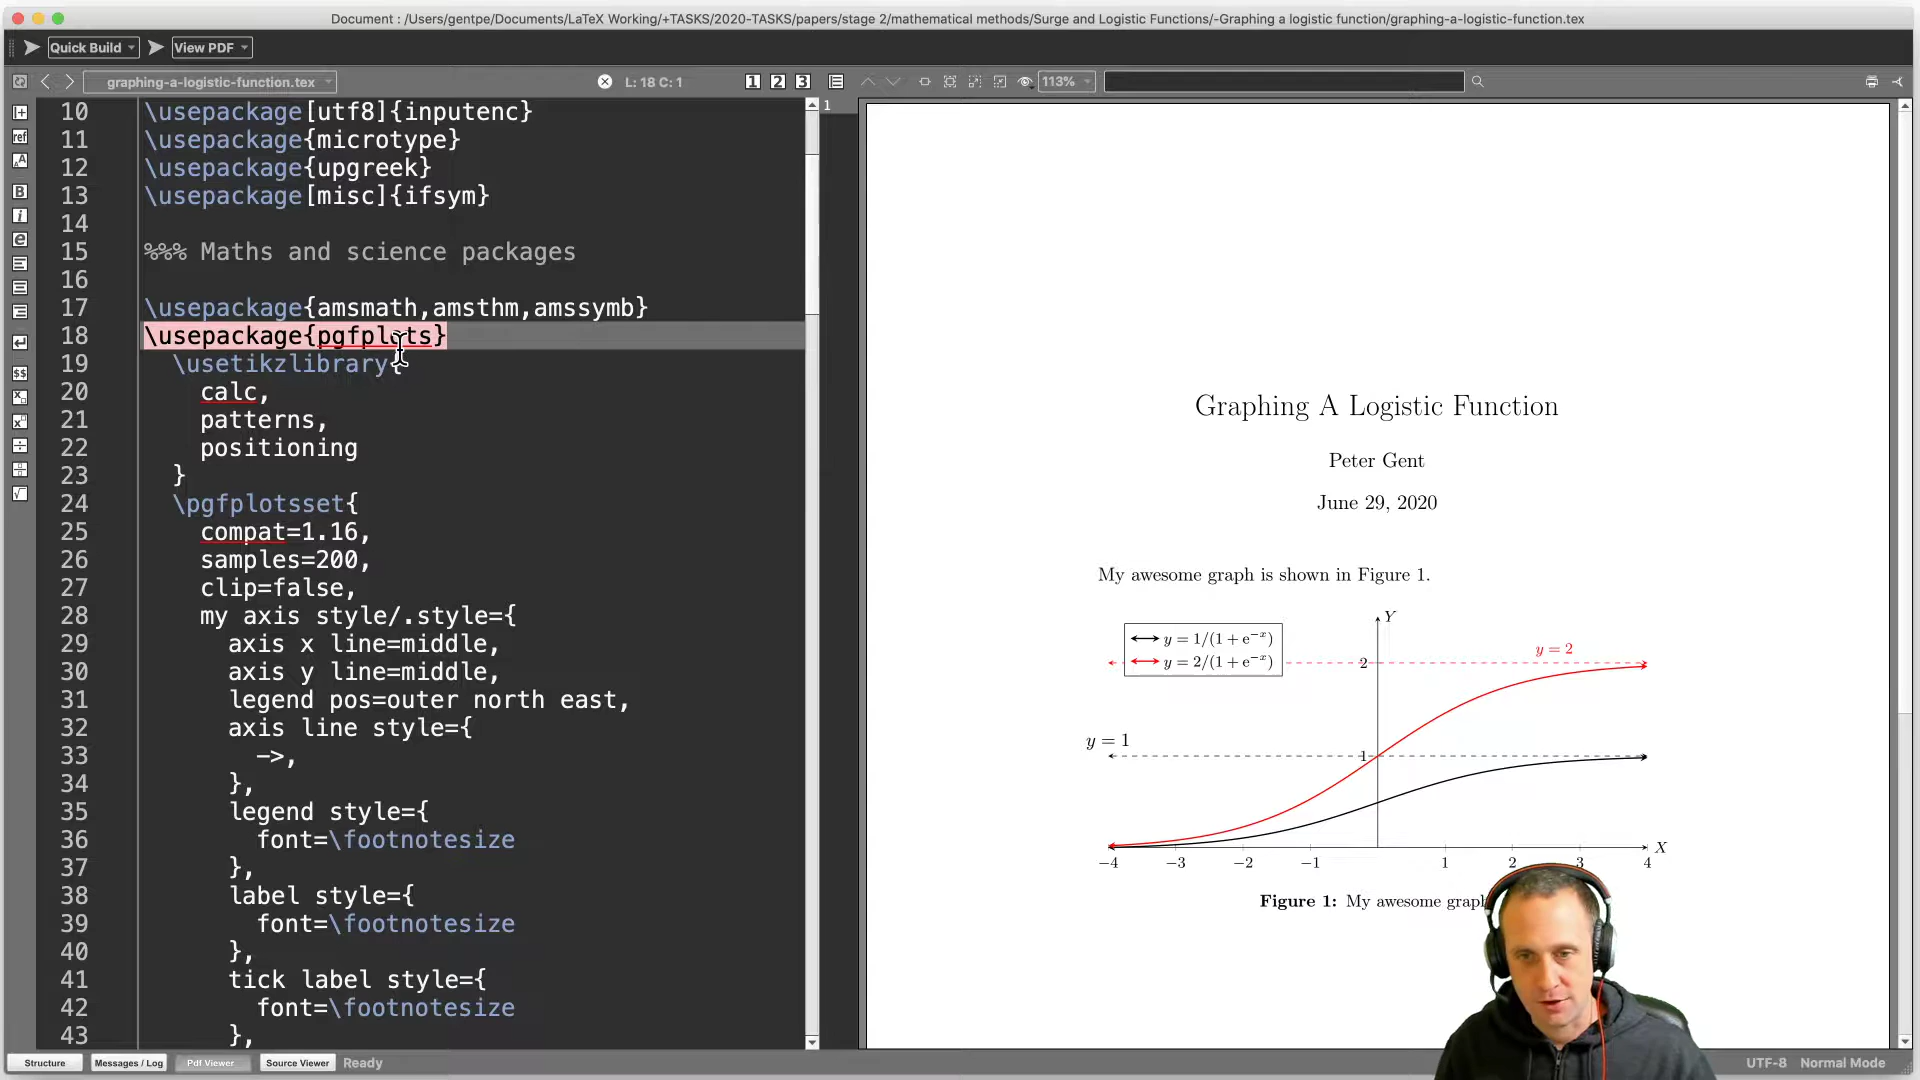 Document : /Users/gentpe/Documents/LaTeX Working/+TASKS/2020-TASKS/papers/stage 2/mathematical methods/Surge and Logistic Functions/-Graphing a logistic function/graphing-a-logistic-function.tex
Quick Build View PDF
graphing-a-logistic-function.tex L: 18 C: 1 1 2 3 113%
10 \usepackage[utf8]{inputenc}
11 \usepackage{microtype}
12 \usepackage{upgreek}
13 \usepackage[misc]{ifsym}
14
15 %%% Maths and science packages
16
17 \usepackage{amsmath,amsthm,amssymb}
18 \usepackage{pgfplots}
19 \usetikzlibrary{
20 calc,
21 patterns,
22 positioning
23 }
24 \pgfplotsset{
25 compat=1.16,
26 samples=200,
27 clip=false,
28 my axis style/.style={
29 axis x line=middle,
30 axis y line=middle,
31 legend pos=outer north east,
32 axis line style={
33 ->,
34 },
35 legend style={
36 font=\footnotesize
37 },
38 label style={
39 font=\footnotesize
40 },
41 tick label style={
42 font=\footnotesize
43 },
ref
B
i
e
$$
1
Graphing A Logistic Function
Peter Gent
June 29, 2020
My awesome graph is shown in Figure 1.
Y
y = 1/(1 + e⁻ˣ)
y = 2/(1 + e⁻ˣ)
y = 2
2
y = 1
1
−4 −3 −2 −1 1 2 3 4 X
Figure 1: My awesome graph
Structure Messages / Log Pdf Viewer Source Viewer Ready UTF-8 Normal Mode